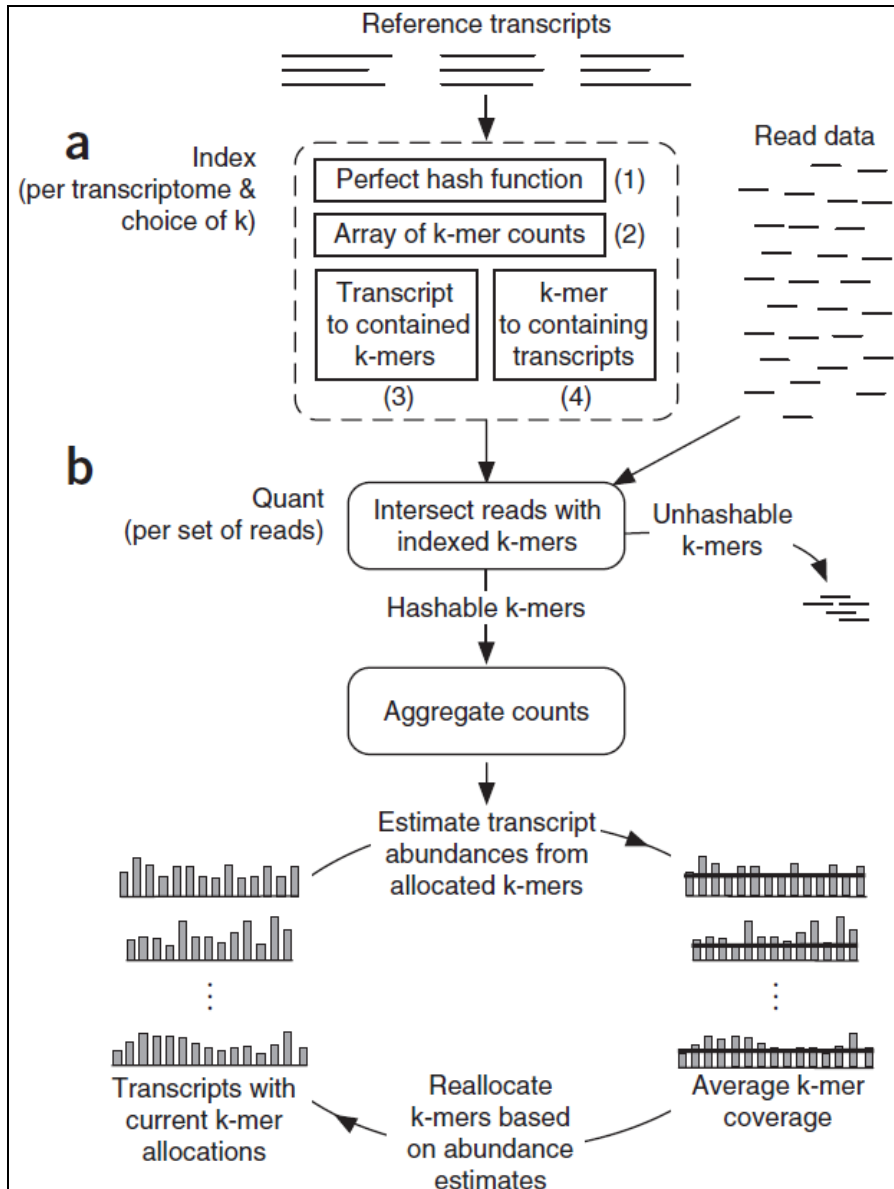 Reference transcripts
a
Index
(per transcriptome &
choice of k)
Perfect hash function
(1)
Array of k-mer counts
(2)
Transcript
to contained
k-mers
(3)
k-mer
to containing
transcripts
(4)
Read data
b
Quant
(per set of reads)
Intersect reads with
indexed k-mers
Unhashable
k-mers
Hashable k-mers
Aggregate counts
Estimate transcript
abundances from
allocated k-mers
Transcripts with
current k-mer
allocations
Reallocate
k-mers based
on abundance
estimates
Average k-mer
coverage